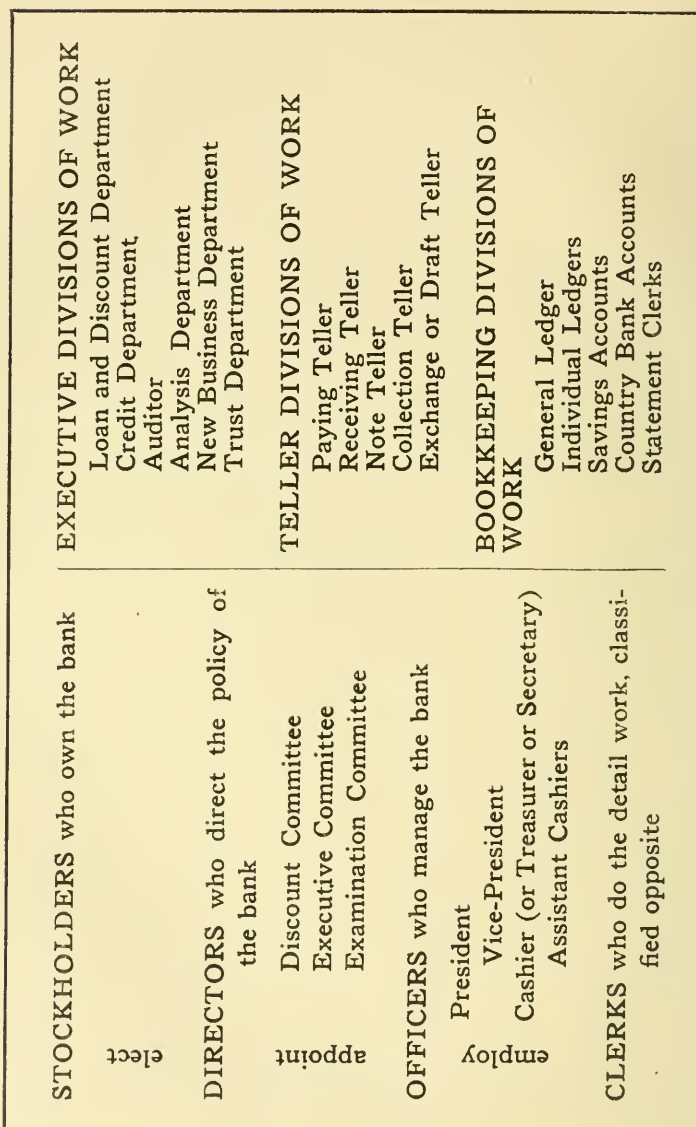 STOCKHOLDERS who own the bank
elect
DIRECTORS who direct the policy of
the bank
appoint
Discount Committee
Executive Committee
Examination Committee
OFFICERS who manage the bank
employ
President
Vice-President
Cashier (or Treasurer or Secretary)
Assistant Cashiers
CLERKS who do the detail work, classi-
fied opposite
EXECUTIVE DIVISIONS OF WORK
Loan and Discount Department
Credit Department
Auditor
Analysis Department
New Business Department
Trust Department
TELLER DIVISIONS OF WORK
Paying Teller
Receiving Teller
Note Teller
Collection Teller
Exchange or Draft Teller
BOOKKEEPING DIVISIONS OF
WORK
General Ledger
Individual Ledgers
Savings Accounts
Country Bank Accounts
Statement Clerks